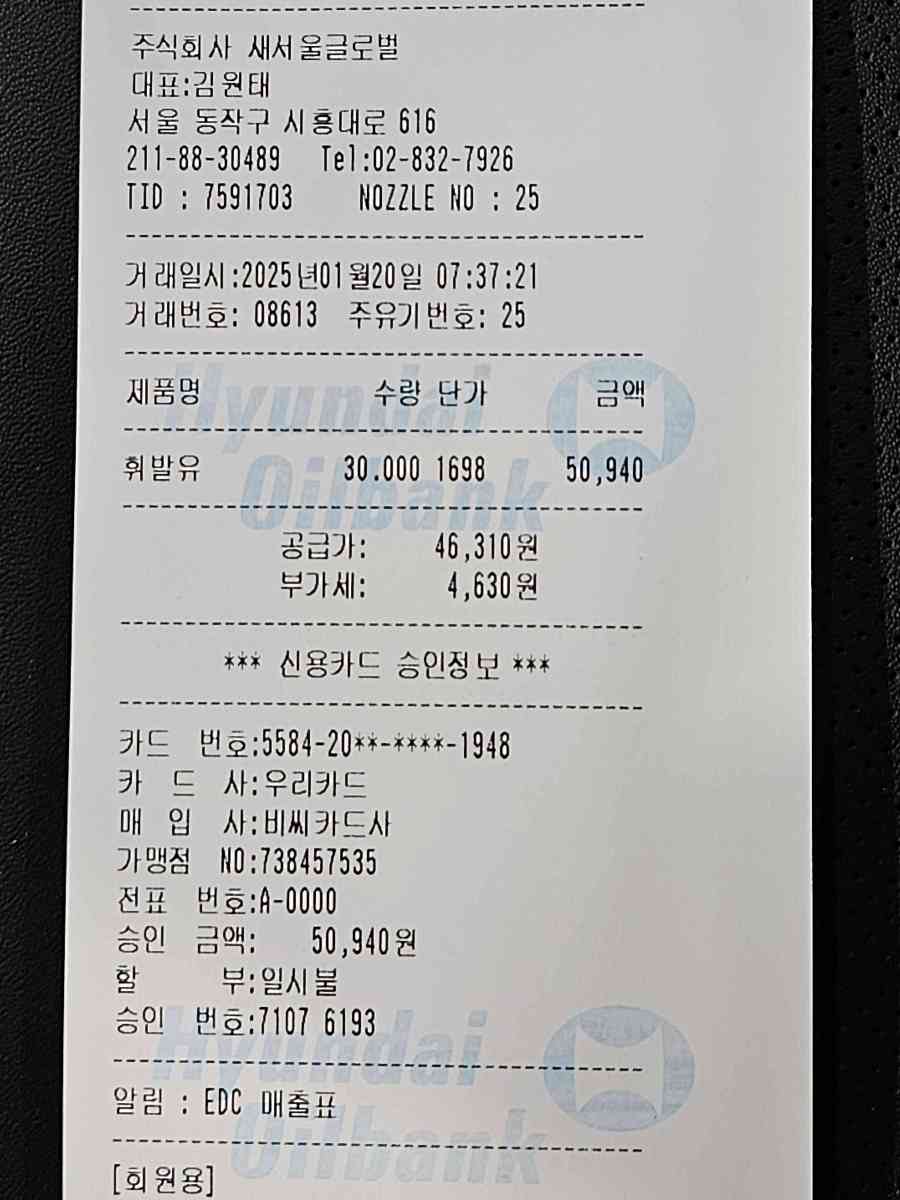 주식회사 새서울글로벌
대표:김원태
서울 동작구 시흥대로 616
211-88-30489 Tel:02-832-7926
TID : 7591703 NOZZLE NO : 25
거래일시:2025년01월20일 07:37:21
거래번호: 08613 주유기번호: 25
제품명 수량 단가 금액
휘발유 30.000 1698 50,940
Hyundai
Oilbank
공급가: 46,310원
부가세: 4,630원
*** 신용카드 승인정보 ***
카드 번호:5584-20**-****-1948
카 드 사:우리카드
매 입 사:비씨카드사
가맹점 NO:738457535
전표 번호:A-0000
승인 금액: 50,940원
할 부:일시불
승인 번호:7107 6193
Hyundai
Oilbank
알림 : EDC 매출표
[회원용]